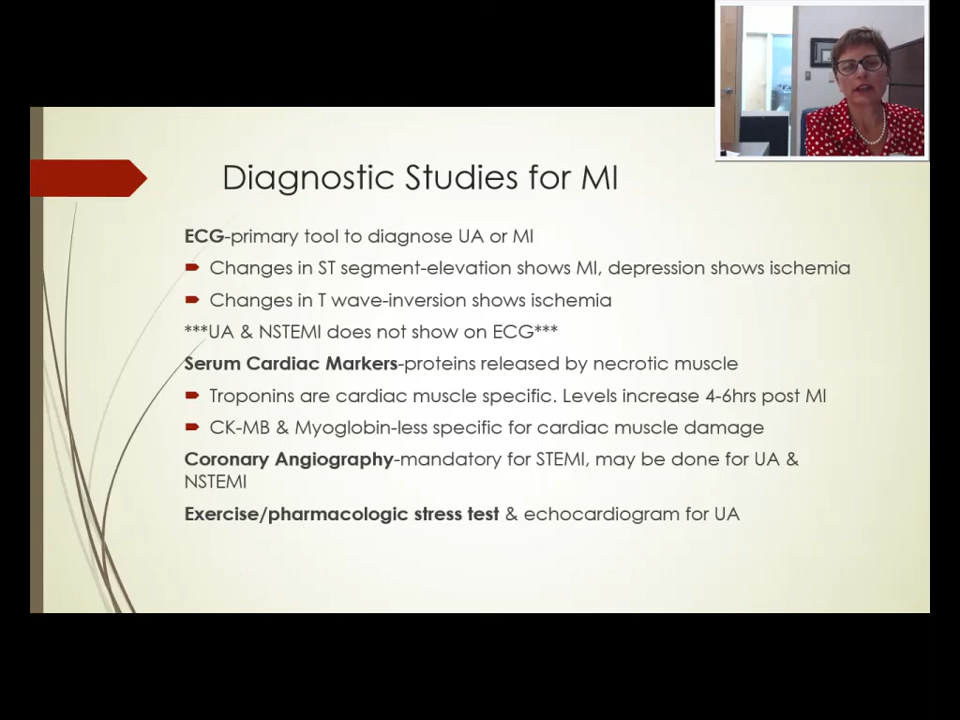 Diagnostic Studies for MI
ECG-primary tool to diagnose UA or MI
Changes in ST segment-elevation shows MI, depression shows ischemia
Changes in T wave-inversion shows ischemia
***UA & NSTEMI does not show on ECG***
Serum Cardiac Markers-proteins released by necrotic muscle
Troponins are cardiac muscle specific. Levels increase 4-6hrs post MI
CK-MB & Myoglobin-less specific for cardiac muscle damage
Coronary Angiography-mandatory for STEMI, may be done for UA &
NSTEMI
Exercise/pharmacologic stress test & echocardiogram for UA